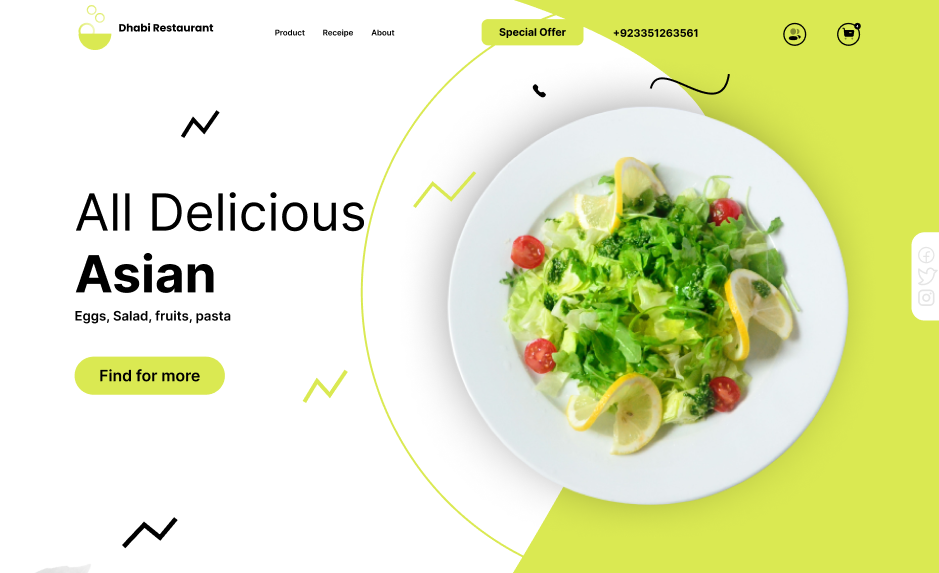 Dhabi Restaurant
Product
Receipe
About
Special Offer
+923351263561
All Delicious
Asian
Eggs, Salad, fruits, pasta
Find for more